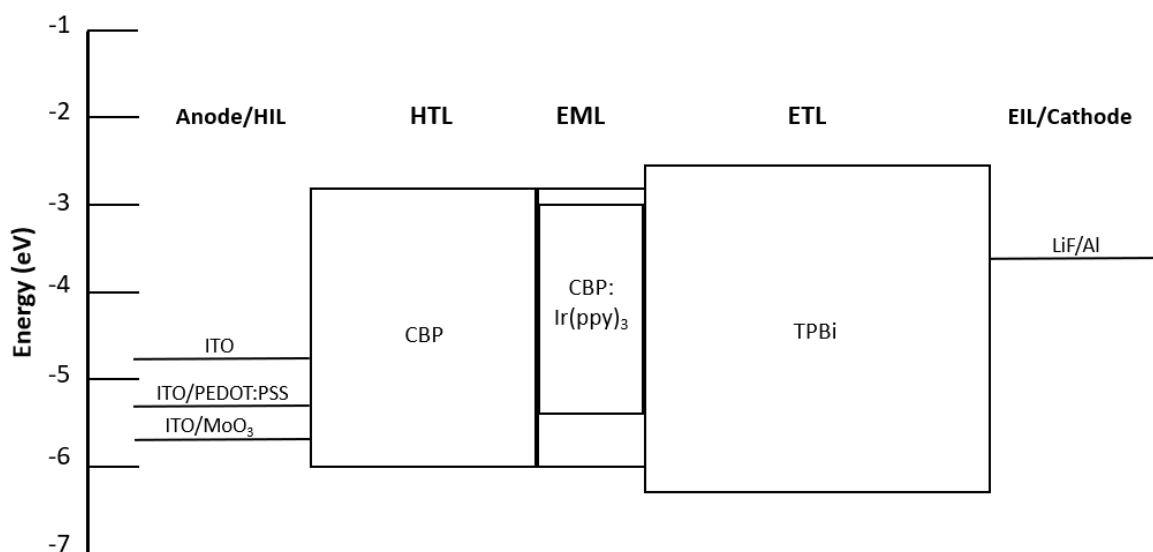 -1
-2
Anode/HIL
HTL
EML
ETL
EIL/Cathode
-3
LiF/Al
-4
CBP:
Ir(ppy)₃
CBP
TPBi
Energy (eV)
ITO
-5
ITO/PEDOT:PSS
ITO/MoO₃
-6
-7